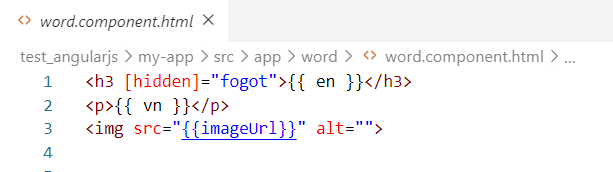 <> word.component.html ×
test_angularjs > my-app > src > app > word > <> word.component.html > ...
1 <h3 [hidden]="fogot">{{ en }}</h3>
2 <p>{{ vn }}</p>
3 <img src="{{imageUrl}}" alt="">
4